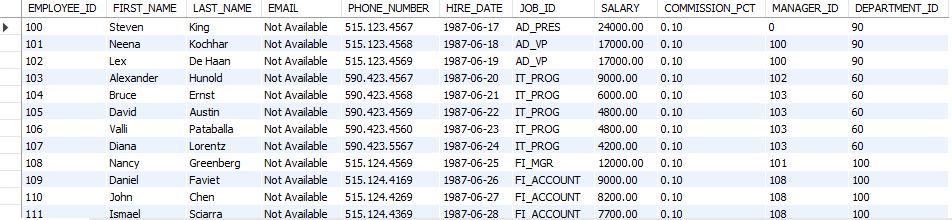 EMPLOYEE_ID FIRST_NAME LAST_NAME EMAIL PHONE_NUMBER HIRE_DATE JOB_ID SALARY COMMISSION_PCT MANAGER_ID DEPARTMENT_ID
100 Steven King Not Available 515.123.4567 1987-06-17 AD_PRES 24000.00 0.10 0 90
101 Neena Kochhar Not Available 515.123.4568 1987-06-18 AD_VP 17000.00 0.10 100 90
102 Lex De Haan Not Available 515.123.4569 1987-06-19 AD_VP 17000.00 0.10 100 90
103 Alexander Hunold Not Available 590.423.4567 1987-06-20 IT_PROG 9000.00 0.10 102 60
104 Bruce Ernst Not Available 590.423.4568 1987-06-21 IT_PROG 6000.00 0.10 103 60
105 David Austin Not Available 590.423.4569 1987-06-22 IT_PROG 4800.00 0.10 103 60
106 Valli Pataballa Not Available 590.423.4560 1987-06-23 IT_PROG 4800.00 0.10 103 60
107 Diana Lorentz Not Available 590.423.5567 1987-06-24 IT_PROG 4200.00 0.10 103 60
108 Nancy Greenberg Not Available 515.124.4569 1987-06-25 FI_MGR 12000.00 0.10 101 100
109 Daniel Faviet Not Available 515.124.4169 1987-06-26 FI_ACCOUNT 9000.00 0.10 108 100
110 John Chen Not Available 515.124.4269 1987-06-27 FI_ACCOUNT 8200.00 0.10 108 100
111 Ismael Sciarra Not Available 515.124.4369 1987-06-28 FI_ACCOUNT 7700.00 0.10 108 100